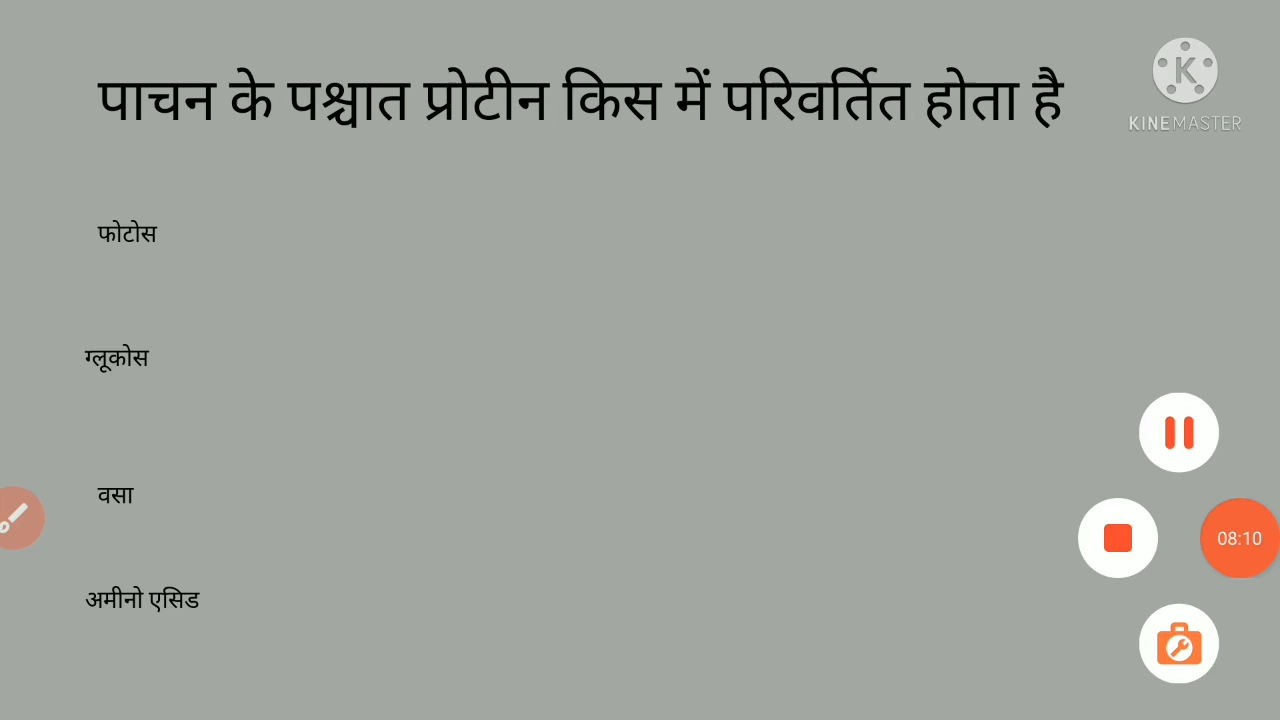 पाचन के पश्चात प्रोटीन किस में परिवर्तित होता है
K
KINEMASTER
फोटोस
ग्लूकोस
वसा
08:10
अमीनो एसिड